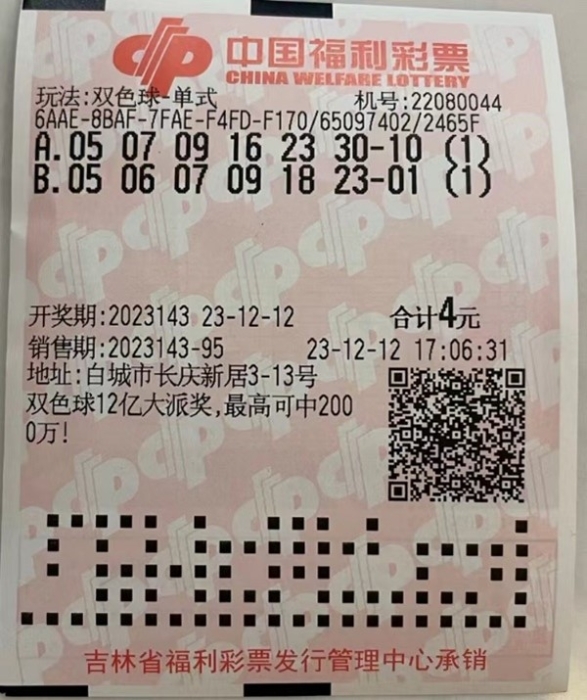 中国福利彩票
CHINA WELFARE LOTTERY
玩法:双色球-单式 机号:22080044
6AAE-8BAF-7FAE-F4FD-F170/65097402/2465F
A.05 07 09 16 23 30-10 (1)
B.05 06 07 09 18 23-01 (1)
开奖期:2023143 23-12-12 合计4元
销售期:2023143-95 23-12-12 17:06:31
地址:白城市长庆新居3-13号
双色球12亿大派奖,最高可中200
0万!
吉林省福利彩票发行管理中心承销